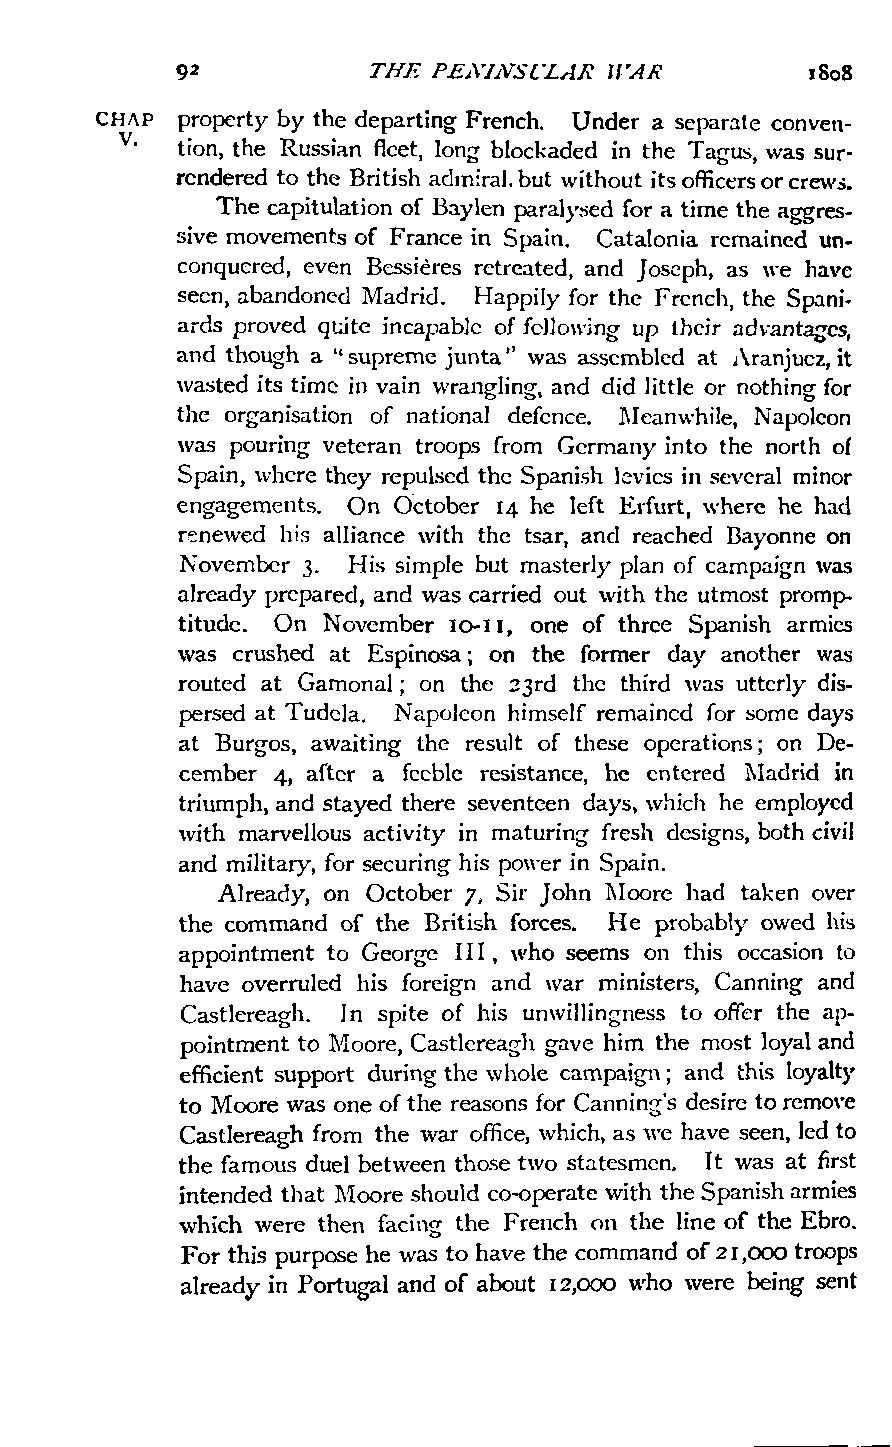 92 THE PENINSULAR WAR 1808
CHAP
V.
property by the departing French. Under a separate conven-
tion, the Russian fleet, long blockaded in the Tagus, was sur-
rendered to the British admiral, but without its officers or crews.
The capitulation of Baylen paralysed for a time the aggres-
sive movements of France in Spain. Catalonia remained un-
conquered, even Bessières retreated, and Joseph, as we have
seen, abandoned Madrid. Happily for the French, the Spani-
ards proved quite incapable of following up their advantages,
and though a "supreme junta" was assembled at Aranjuez, it
wasted its time in vain wrangling, and did little or nothing for
the organisation of national defence. Meanwhile, Napoleon
was pouring veteran troops from Germany into the north of
Spain, where they repulsed the Spanish levies in several minor
engagements. On October 14 he left Erfurt, where he had
renewed his alliance with the tsar, and reached Bayonne on
November 3. His simple but masterly plan of campaign was
already prepared, and was carried out with the utmost promp-
titude. On November 10-11, one of three Spanish armies
was crushed at Espinosa; on the former day another was
routed at Gamonal; on the 23rd the third was utterly dis-
persed at Tudela. Napoleon himself remained for some days
at Burgos, awaiting the result of these operations; on De-
cember 4, after a feeble resistance, he entered Madrid in
triumph, and stayed there seventeen days, which he employed
with marvellous activity in maturing fresh designs, both civil
and military, for securing his power in Spain.
Already, on October 7, Sir John Moore had taken over
the command of the British forces. He probably owed his
appointment to George III, who seems on this occasion to
have overruled his foreign and war ministers, Canning and
Castlereagh. In spite of his unwillingness to offer the ap-
pointment to Moore, Castlereagh gave him the most loyal and
efficient support during the whole campaign; and this loyalty
to Moore was one of the reasons for Canning's desire to remove
Castlereagh from the war office, which, as we have seen, led to
the famous duel between those two statesmen. It was at first
intended that Moore should co-operate with the Spanish armies
which were then facing the French on the line of the Ebro.
For this purpose he was to have the command of 21,000 troops
already in Portugal and of about 12,000 who were being sent